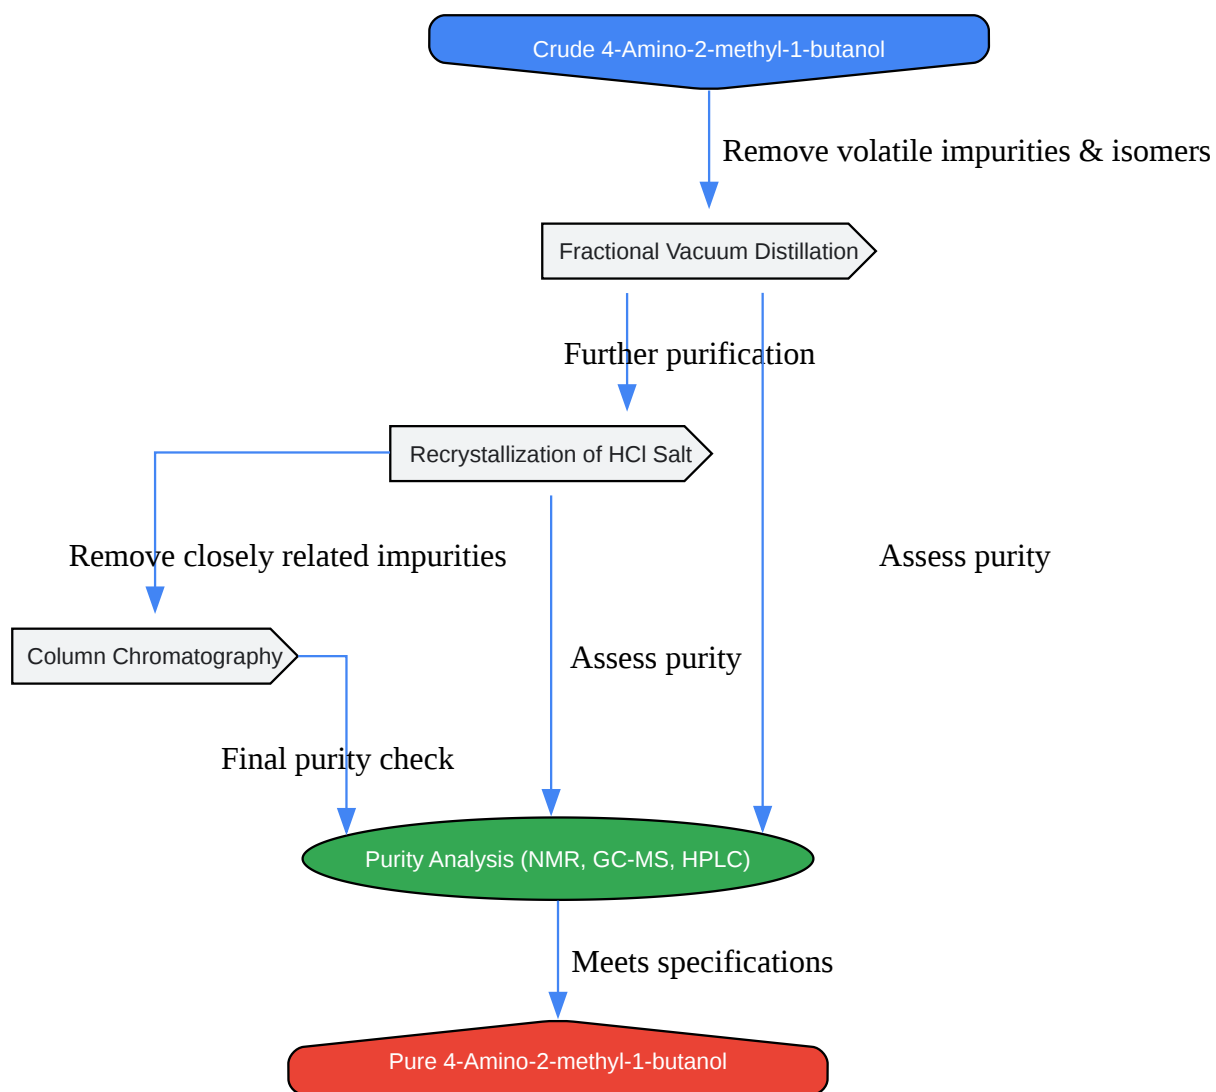 Crude 4-Amino-2-methyl-1-butanol
Remove volatile impurities & isomers
Fractional Vacuum Distillation
Further purification
Recrystallization of HCl Salt
Remove closely related impurities
Assess purity
Column Chromatography
Assess purity
Final purity check
Purity Analysis (NMR, GC-MS, HPLC)
Meets specifications
Pure 4-Amino-2-methyl-1-butanol